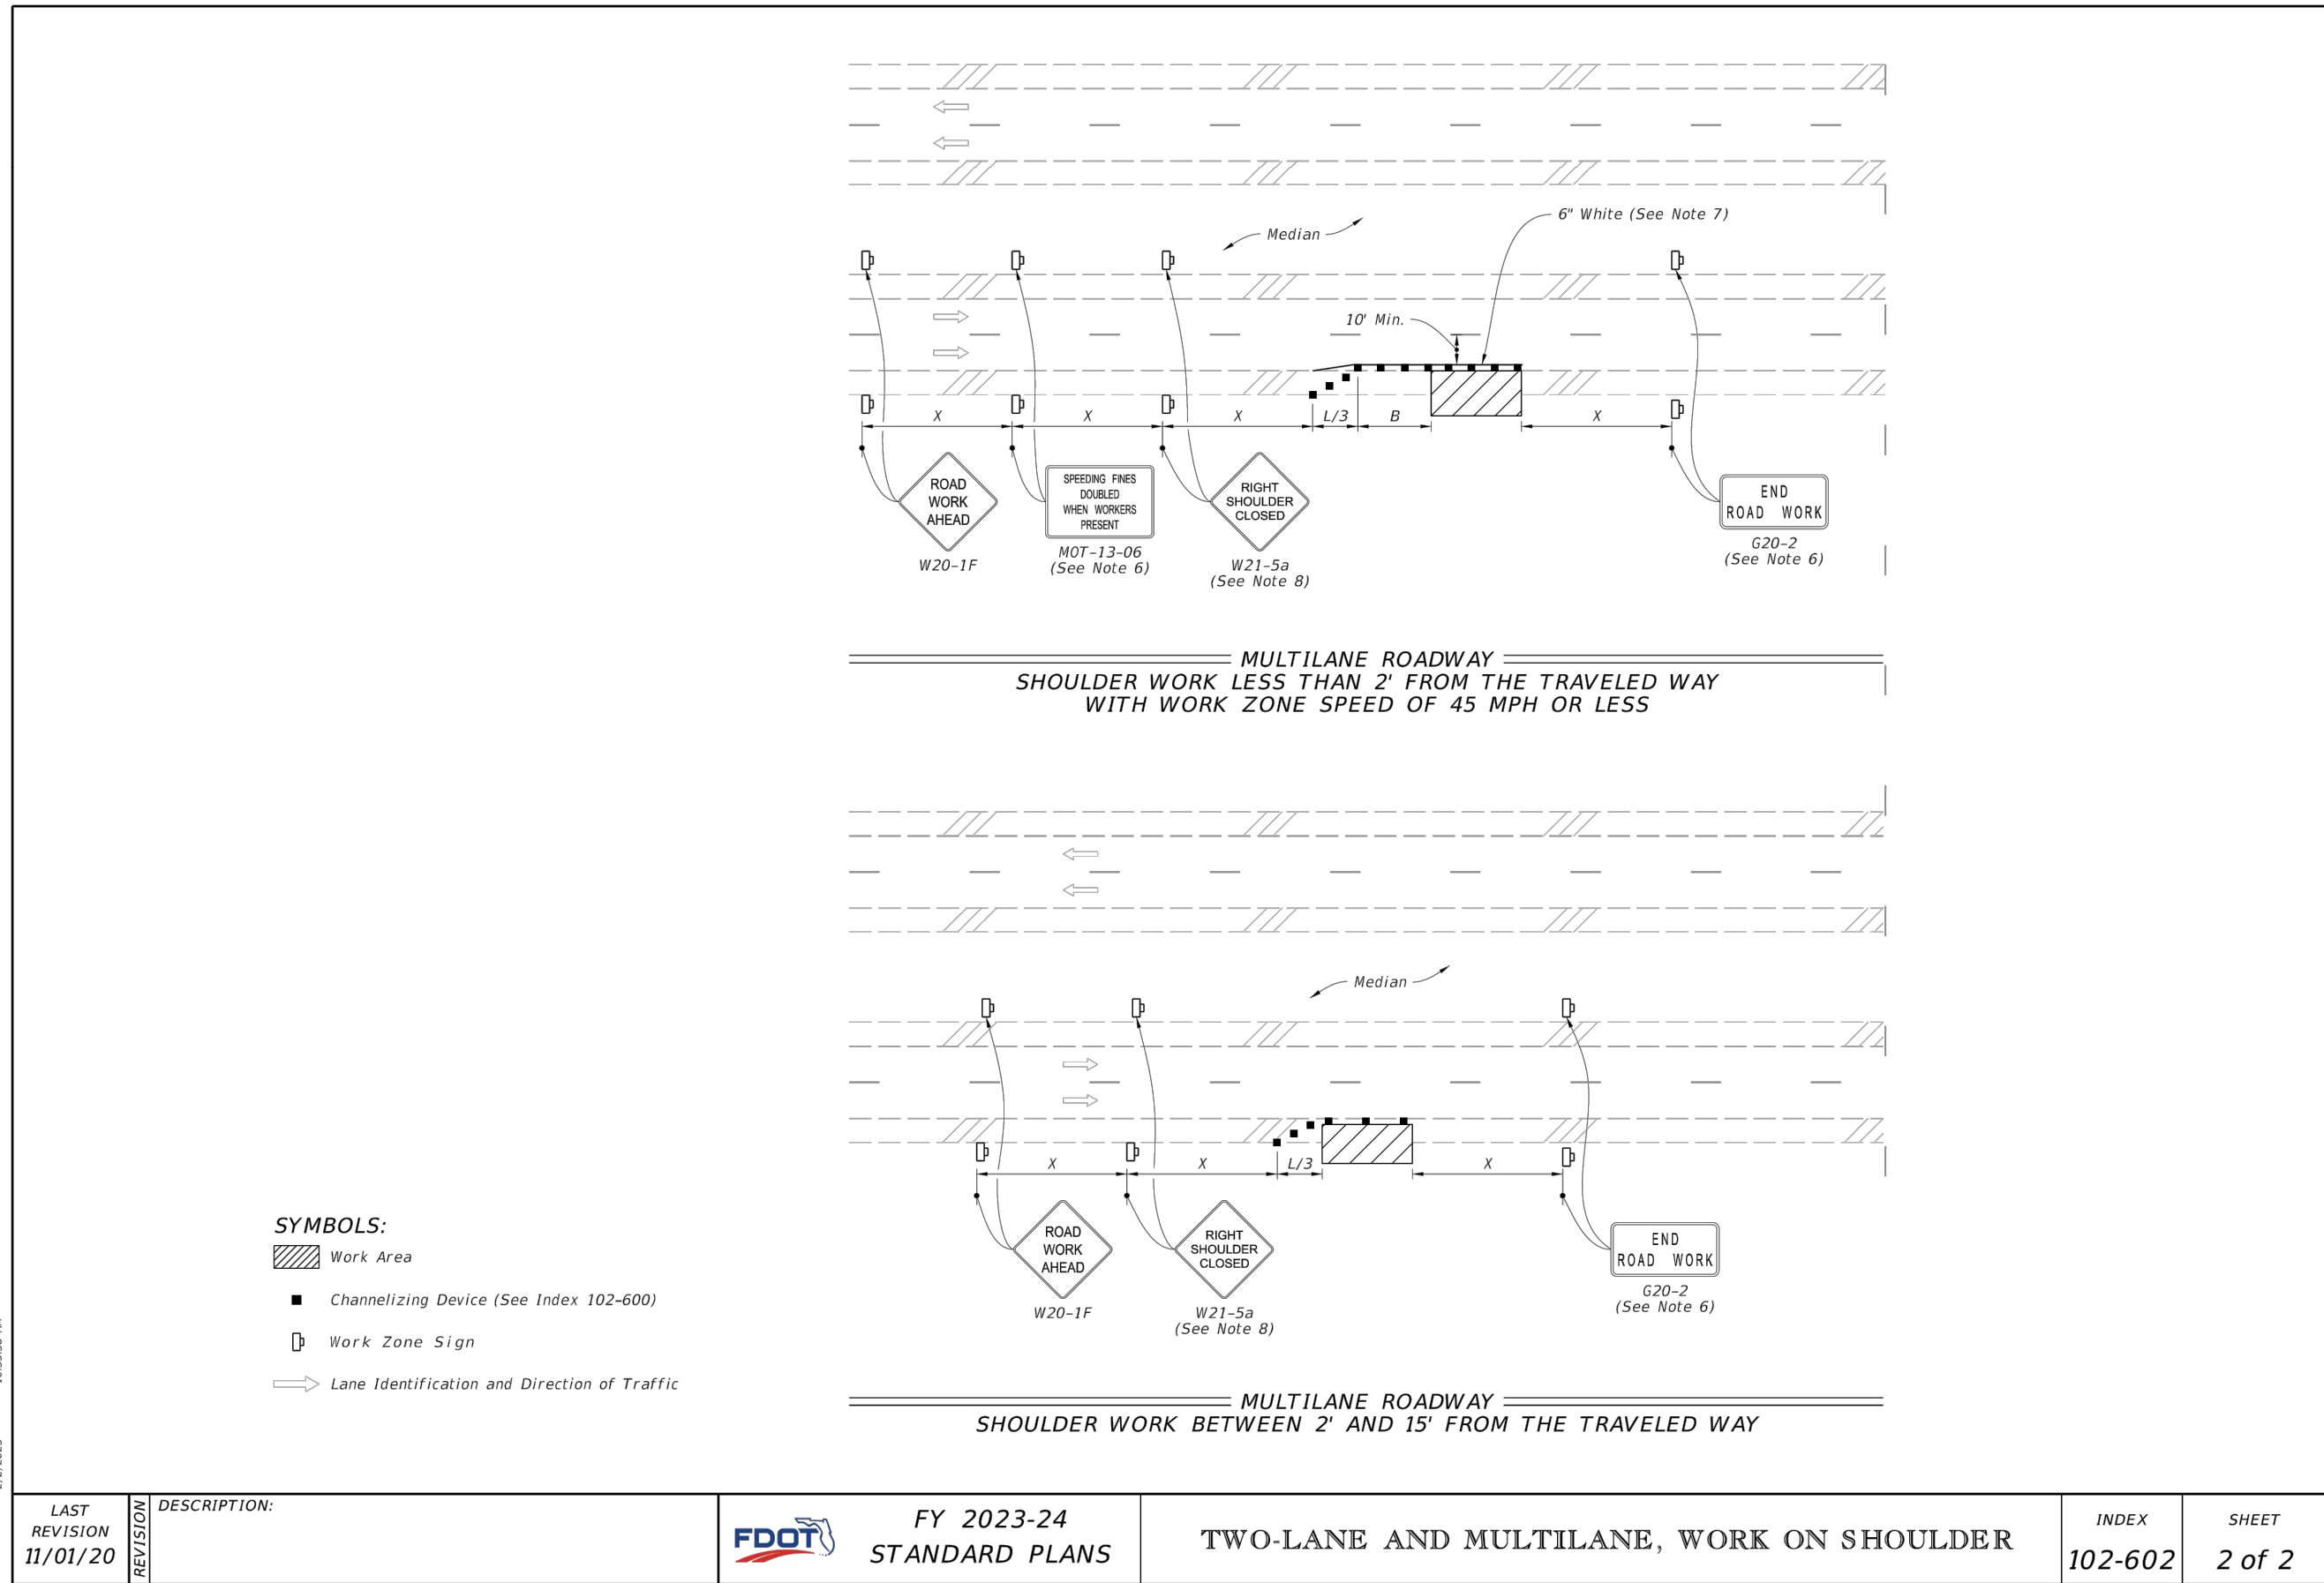 6" White (See Note 7)
Median
10' Min.
X
X
X
L/3
B
X
ROAD
WORK
AHEAD
W20-1F
SPEEDING FINES
DOUBLED
WHEN WORKERS
PRESENT
MOT-13-06
(See Note 6)
RIGHT
SHOULDER
CLOSED
W21-5a
(See Note 8)
END
ROAD WORK
G20-2
(See Note 6)
MULTILANE ROADWAY
SHOULDER WORK LESS THAN 2' FROM THE TRAVELED WAY
WITH WORK ZONE SPEED OF 45 MPH OR LESS
Median
X
X
L/3
X
ROAD
WORK
AHEAD
W20-1F
RIGHT
SHOULDER
CLOSED
W21-5a
(See Note 8)
END
ROAD WORK
G20-2
(See Note 6)
MULTILANE ROADWAY
SHOULDER WORK BETWEEN 2' AND 15' FROM THE TRAVELED WAY
SYMBOLS:
Work Area
Channelizing Device (See Index 102-600)
Work Zone Sign
Lane Identification and Direction of Traffic
LAST
REVISION
11/01/20
REVISION
DESCRIPTION:
FDOT
FY 2023-24
STANDARD PLANS
TWO-LANE AND MULTILANE, WORK ON SHOULDER
INDEX
102-602
SHEET
2 of 2